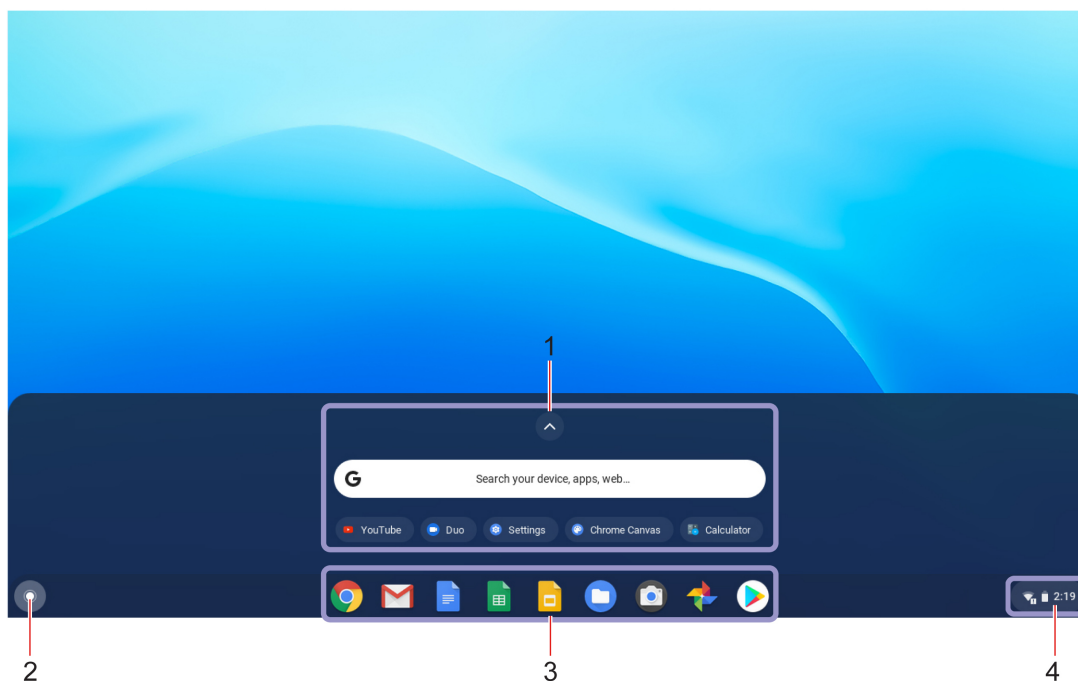 1
G Search your device, apps, web...
YouTube Duo Settings Chrome Canvas Calculator
2:19
2 3 4